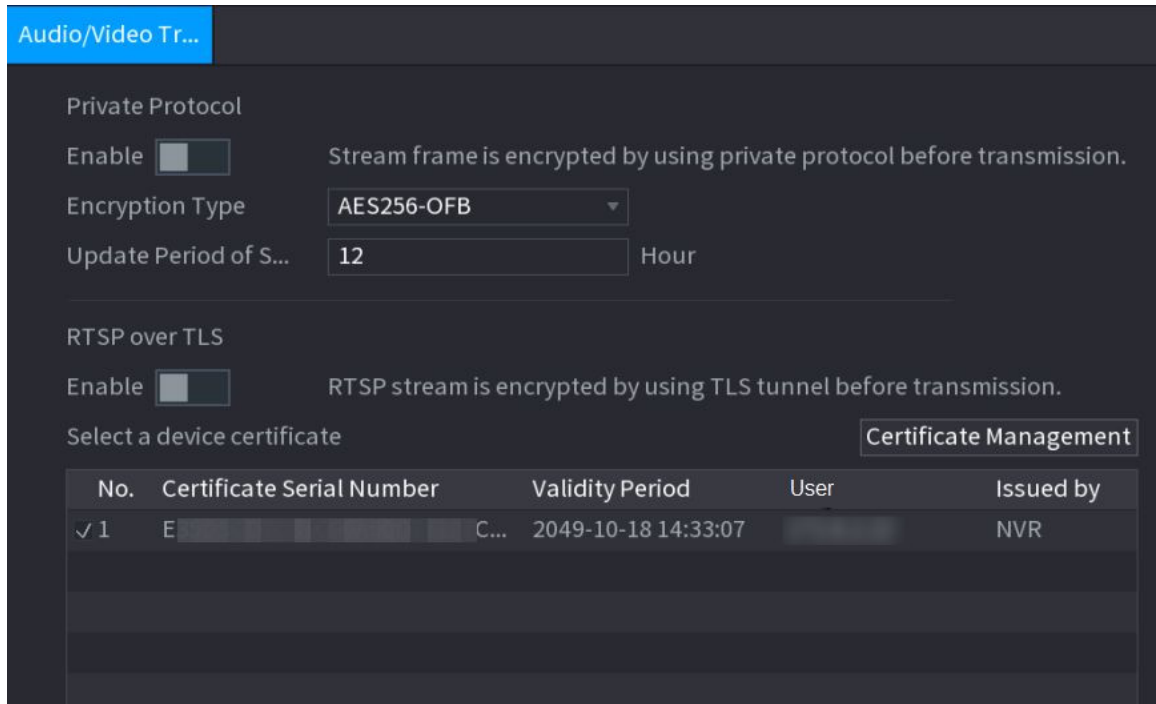 Audio/Video Tr...
Private Protocol
Enable Stream frame is encrypted by using private protocol before transmission.
Encryption Type AES256-OFB
Update Period of S... 12 Hour
RTSP over TLS
Enable RTSP stream is encrypted by using TLS tunnel before transmission.
Select a device certificate Certificate Management
No. Certificate Serial Number Validity Period User Issued by
1 E C... 2049-10-18 14:33:07 NVR